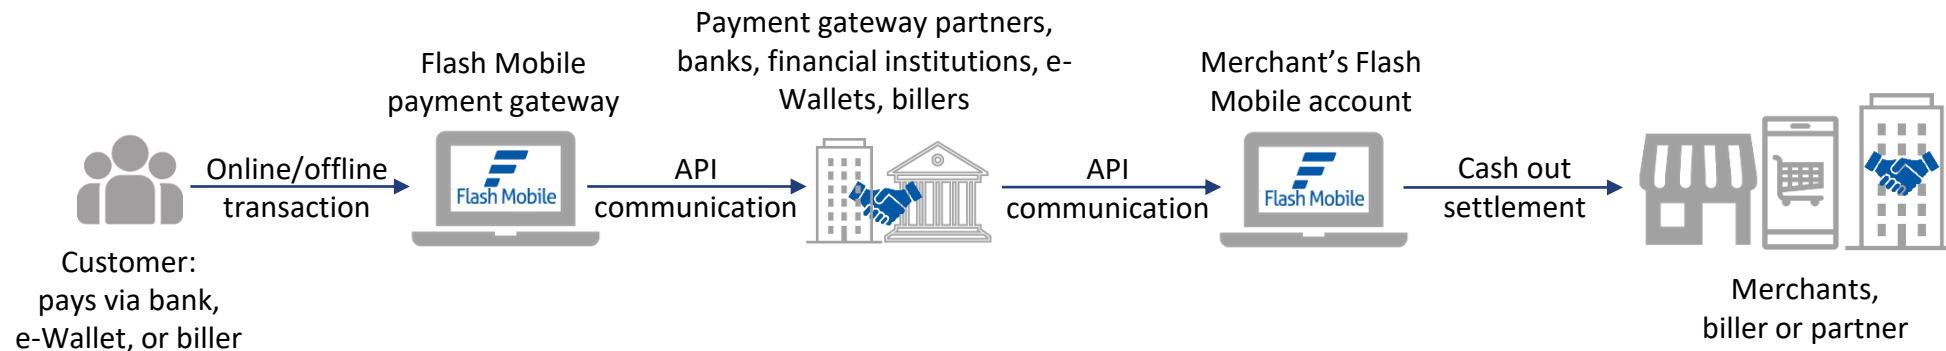 Payment gateway partners,
banks, financial institutions, e-
Wallets, billers
Flash Mobile
payment gateway
Merchant’s Flash
Mobile account
Online/offline
transaction
Flash Mobile
API
communication
API
communication
Flash Mobile
Cash out
settlement
Customer:
pays via bank,
e-Wallet, or biller
Merchants,
biller or partner